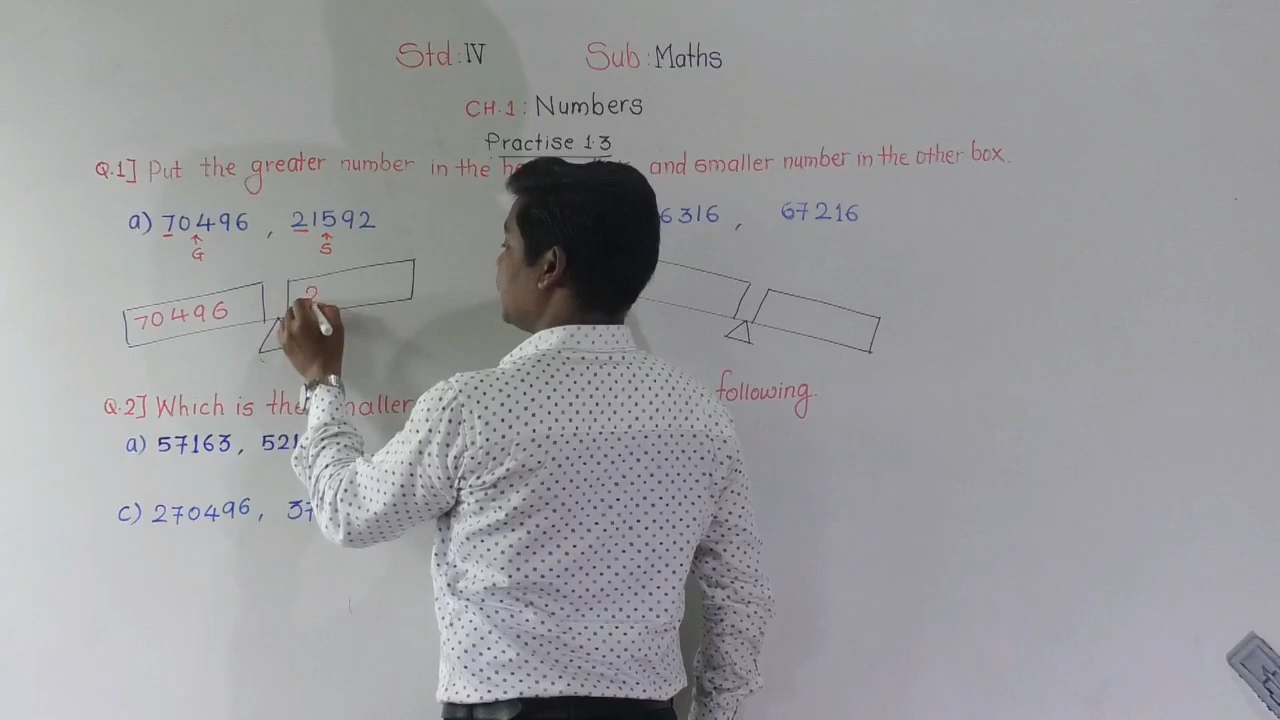 Std : IV Sub : Maths
CH.1 : Numbers
Practise 1.3
Q.1] Put the greater number in the and smaller number in the other box.
a) 70496 , 21592 6316 , 67216
G S
70496 2
Q.2] Which is the smaller following.
a) 57163, 521
c) 270496, 37